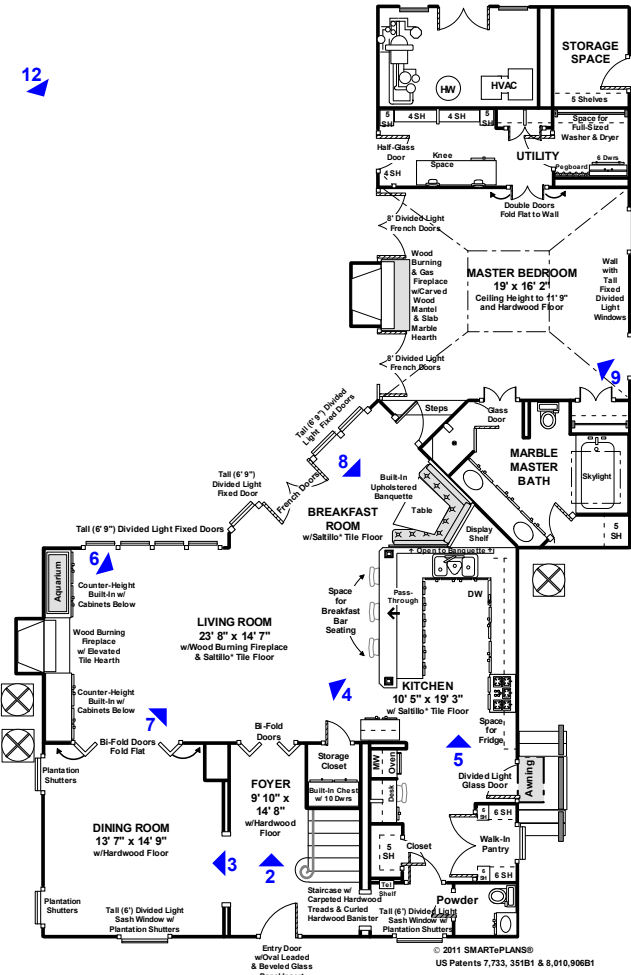 12
STORAGE
SPACE
HW
HVAC
5 Shelves
5
SH
4 SH
4 SH
5
SH
Space for
Full-Sized
Washer & Dryer
Half-Glass
Door
Knee
Space
UTILITY
Pegboard
6 Dwrs
4 SH
Double Doors
Fold Flat to Wall
8' Divided Light
French Doors
Wood
Burning
& Gas
Fireplace
w/Carved
Wood
Mantel
& Slab
Marble
Hearth
MASTER BEDROOM
19' x 16' 2"
Ceiling Height to 11' 9"
and Hardwood Floor
Wall
with
Tall
Fixed
Divided
Light
Windows
8' Divided Light
French Doors
9
Steps
Glass
Door
Tall (6' 9") Divided
Light Fixed Doors
8
MARBLE
MASTER
BATH
Skylight
Tall (6' 9")
Divided Light
Fixed Door
French Doors
Built-In
Upholstered
Banquette
Table
BREAKFAST
ROOM
w/Saltillo* Tile Floor
Display
Shelf
5
SH
Tall (6' 9") Divided Light Fixed Doors
↑ Open to Banquette ↑
6
Aquarium
Counter-Height
Built-In w/
Cabinets Below
Space
for
Breakfast
Bar
Seating
Pass-
Through
DW
LIVING ROOM
23' 8" x 14' 7"
w/Wood Burning Fireplace
& Saltillo* Tile Floor
Wood Burning
Fireplace
w/ Elevated
Tile Hearth
4
KITCHEN
10' 5" x 19' 3"
w/ Saltillo* Tile Floor
Counter-Height
Built-In w/
Cabinets Below
7
Space
for Fridge
Bi-Fold Doors
Fold Flat
Bi-Fold
Doors
5
Storage
Closet
MW
Oven
Divided Light
Glass Door
Awning
Plantation
Shutters
FOYER
9' 10" x
14' 8"
w/Hardwood
Floor
Built-In Chest
w/ 10 Dwrs
Desk
DINING ROOM
13' 7" x 14' 9"
w/Hardwood Floor
6
SH
6 SH
Walk-In
Pantry
5
SH
Closet
3
2
6
SH
6 SH
Tel
Shelf
Powder
Plantation
Shutters
Staircase w/
Carpeted Hardwood
Treads & Curled
Hardwood Banister
Tall (6') Divided Light
Sash Window w/
Plantation Shutters
Tall (6') Divided Light
Sash Window w/
Plantation Shutters
Entry Door
w/Oval Leaded
& Beveled Glass
© 2011 SMARTePLANS®
US Patents 7,733, 351B1 & 8,010,906B1